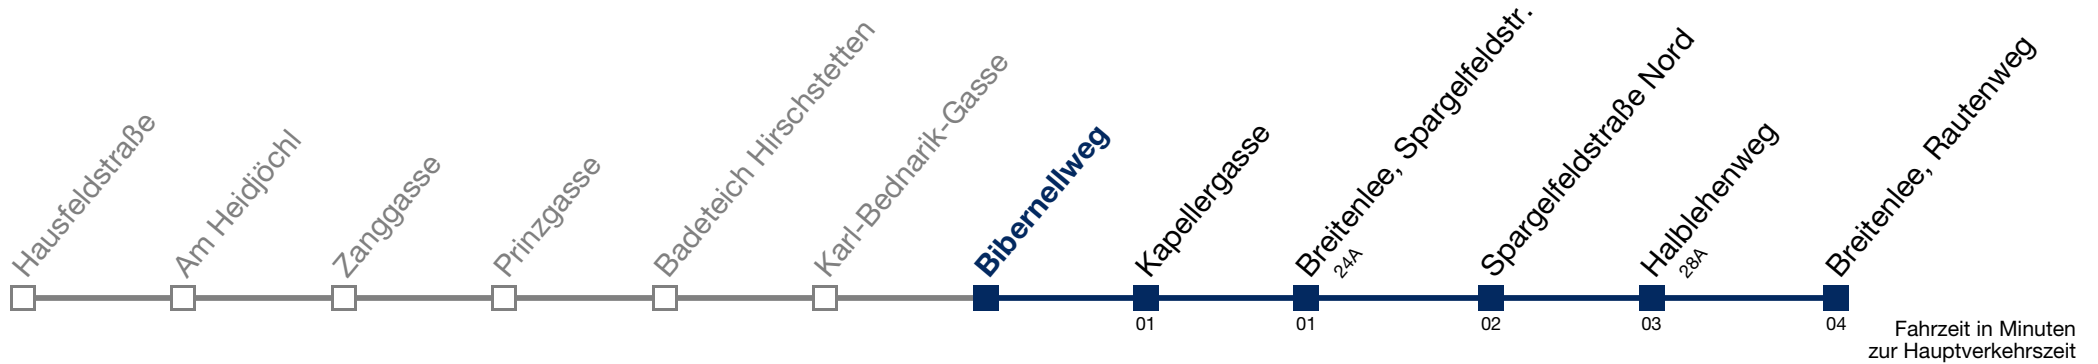 Hausfeldstraße
Am Heidjöchl
Zanggasse
Prinzgasse
Badeteich Hirschstetten
Karl-Bednarik-Gasse
Bibernellweg
Kapellergasse
Breitenlee, Spargelfeldstr.
24A
Spargelfeldstraße Nord
Halblehenweg
28A
Breitenlee, Rautenweg
01
01
02
03
04
Fahrzeit in Minuten
zur Hauptverkehrszeit